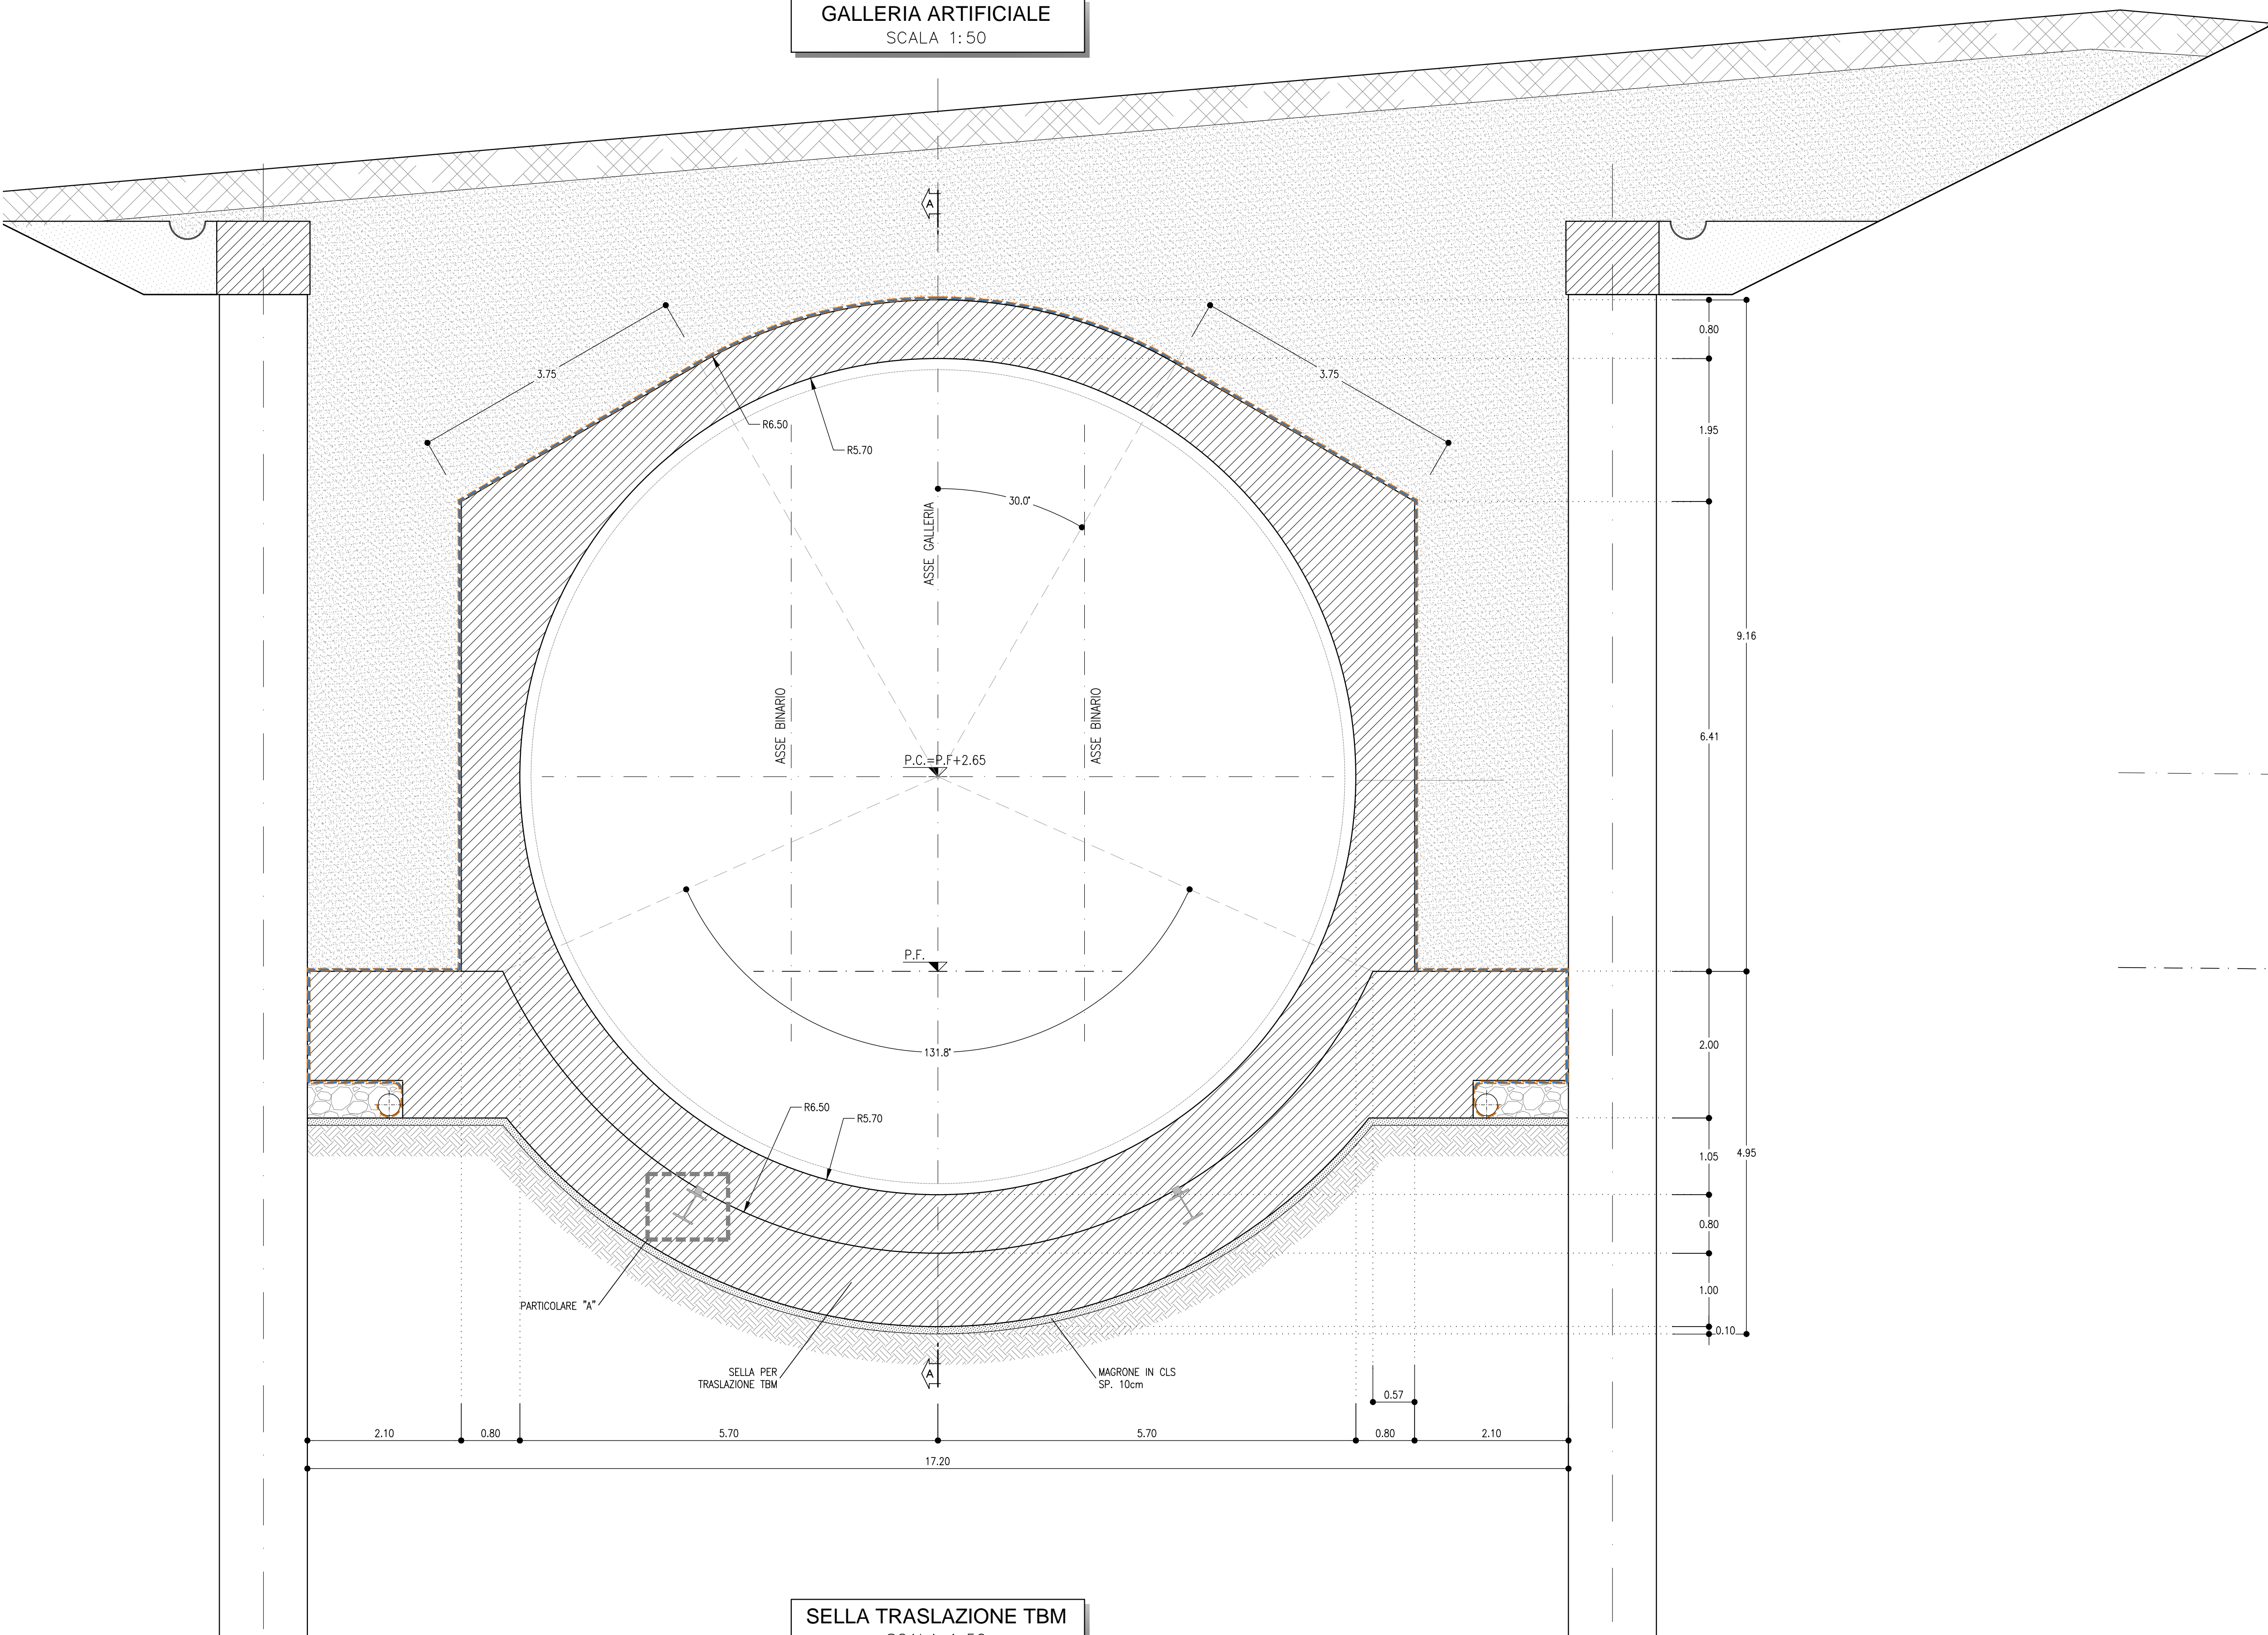 GALLERIA ARTIFICIALE
SCALA 1:50
A
0.80
3.75
3.75
R6.50
R5.70
1.95
30.0°
ASSE GALLERIA
9.16
ASSE BINARIO
ASSE BINARIO
6.41
P.C.=P.F+2.65
P.F.
131.8°
2.00
R6.50
R5.70
1.05
4.95
0.80
1.00
PARTICOLARE "A"
0.10
SELLA PER
TRASLAZIONE TBM
A
MAGRONE IN CLS
SP. 10cm
0.57
2.10
0.80
5.70
5.70
0.80
2.10
17.20
SELLA TRASLAZIONE TBM